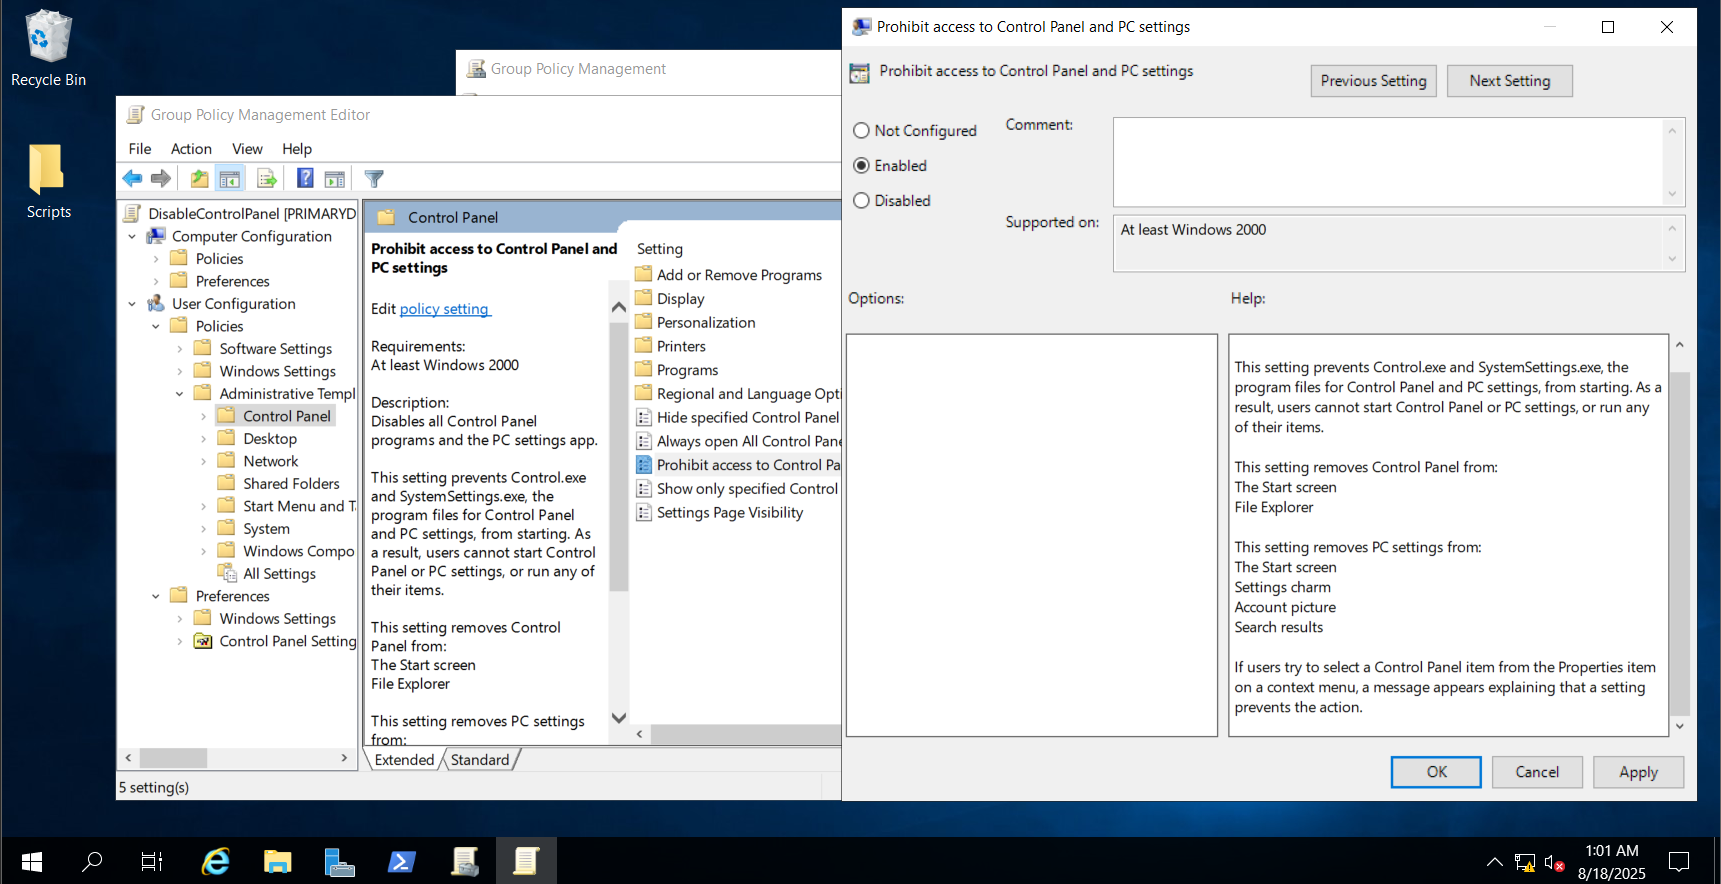 Recycle Bin
Scripts
Group Policy Management
Group Policy Management Editor
File Action View Help
DisableControlPanel [PRIMARYD
Computer Configuration
Policies
Preferences
User Configuration
Policies
Software Settings
Windows Settings
Administrative Templ
Control Panel
Desktop
Network
Shared Folders
Start Menu and T
System
Windows Compo
All Settings
Preferences
Windows Settings
Control Panel Setting
Control Panel
Prohibit access to Control Panel and
PC settings
Edit policy setting
Requirements:
At least Windows 2000
Description:
Disables all Control Panel
programs and the PC settings app.
This setting prevents Control.exe
and SystemSettings.exe, the
program files for Control Panel
and PC settings, from starting. As
a result, users cannot start Control
Panel or PC settings, or run any of
their items.
This setting removes Control
Panel from:
The Start screen
File Explorer
This setting removes PC settings
from:
Setting
Add or Remove Programs
Display
Personalization
Printers
Programs
Regional and Language Opti
Hide specified Control Panel
Always open All Control Pane
Prohibit access to Control Pa
Show only specified Control
Settings Page Visibility
Extended Standard
5 setting(s)
Prohibit access to Control Panel and PC settings
Prohibit access to Control Panel and PC settings
Previous Setting Next Setting
Not Configured
Enabled
Disabled
Comment:
Supported on:
At least Windows 2000
Options:
Help:
This setting prevents Control.exe and SystemSettings.exe, the
program files for Control Panel and PC settings, from starting. As a
result, users cannot start Control Panel or PC settings, or run any
of their items.
This setting removes Control Panel from:
The Start screen
File Explorer
This setting removes PC settings from:
The Start screen
Settings charm
Account picture
Search results
If users try to select a Control Panel item from the Properties item
on a context menu, a message appears explaining that a setting
prevents the action.
OK Cancel Apply
1:01 AM
8/18/2025